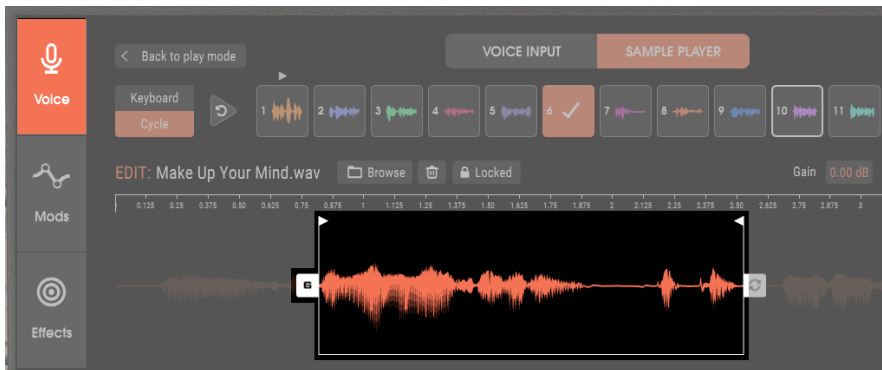 Voice
Mods
Effects
< Back to play mode
VOICE INPUT
SAMPLE PLAYER
Keyboard
Cycle
1
2
3
4
5
6
7
8
9
10
11
EDIT: Make Up Your Mind.wav
Browse
Locked
Gain 0.00 dB
0.125 0.25 0.375 0.50 0.625 0.75 0.875 1 1.125 1.25 1.375 1.50 1.625 1.75 1.875 2 2.125 2.25 2.375 2.50 2.625 2.75 2.875 3
6